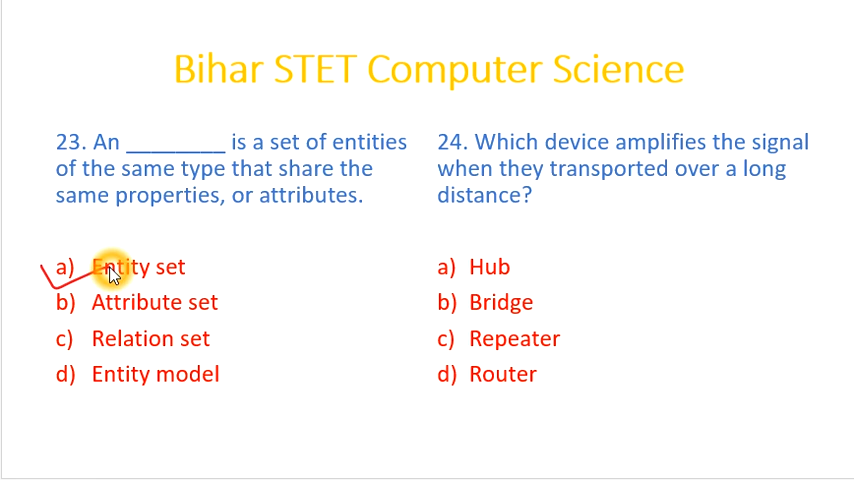 Bihar STET Computer Science
23. An ________ is a set of entities
of the same type that share the
same properties, or attributes.
a) Entity set
b) Attribute set
c) Relation set
d) Entity model
24. Which device amplifies the signal
when they transported over a long
distance?
a) Hub
b) Bridge
c) Repeater
d) Router